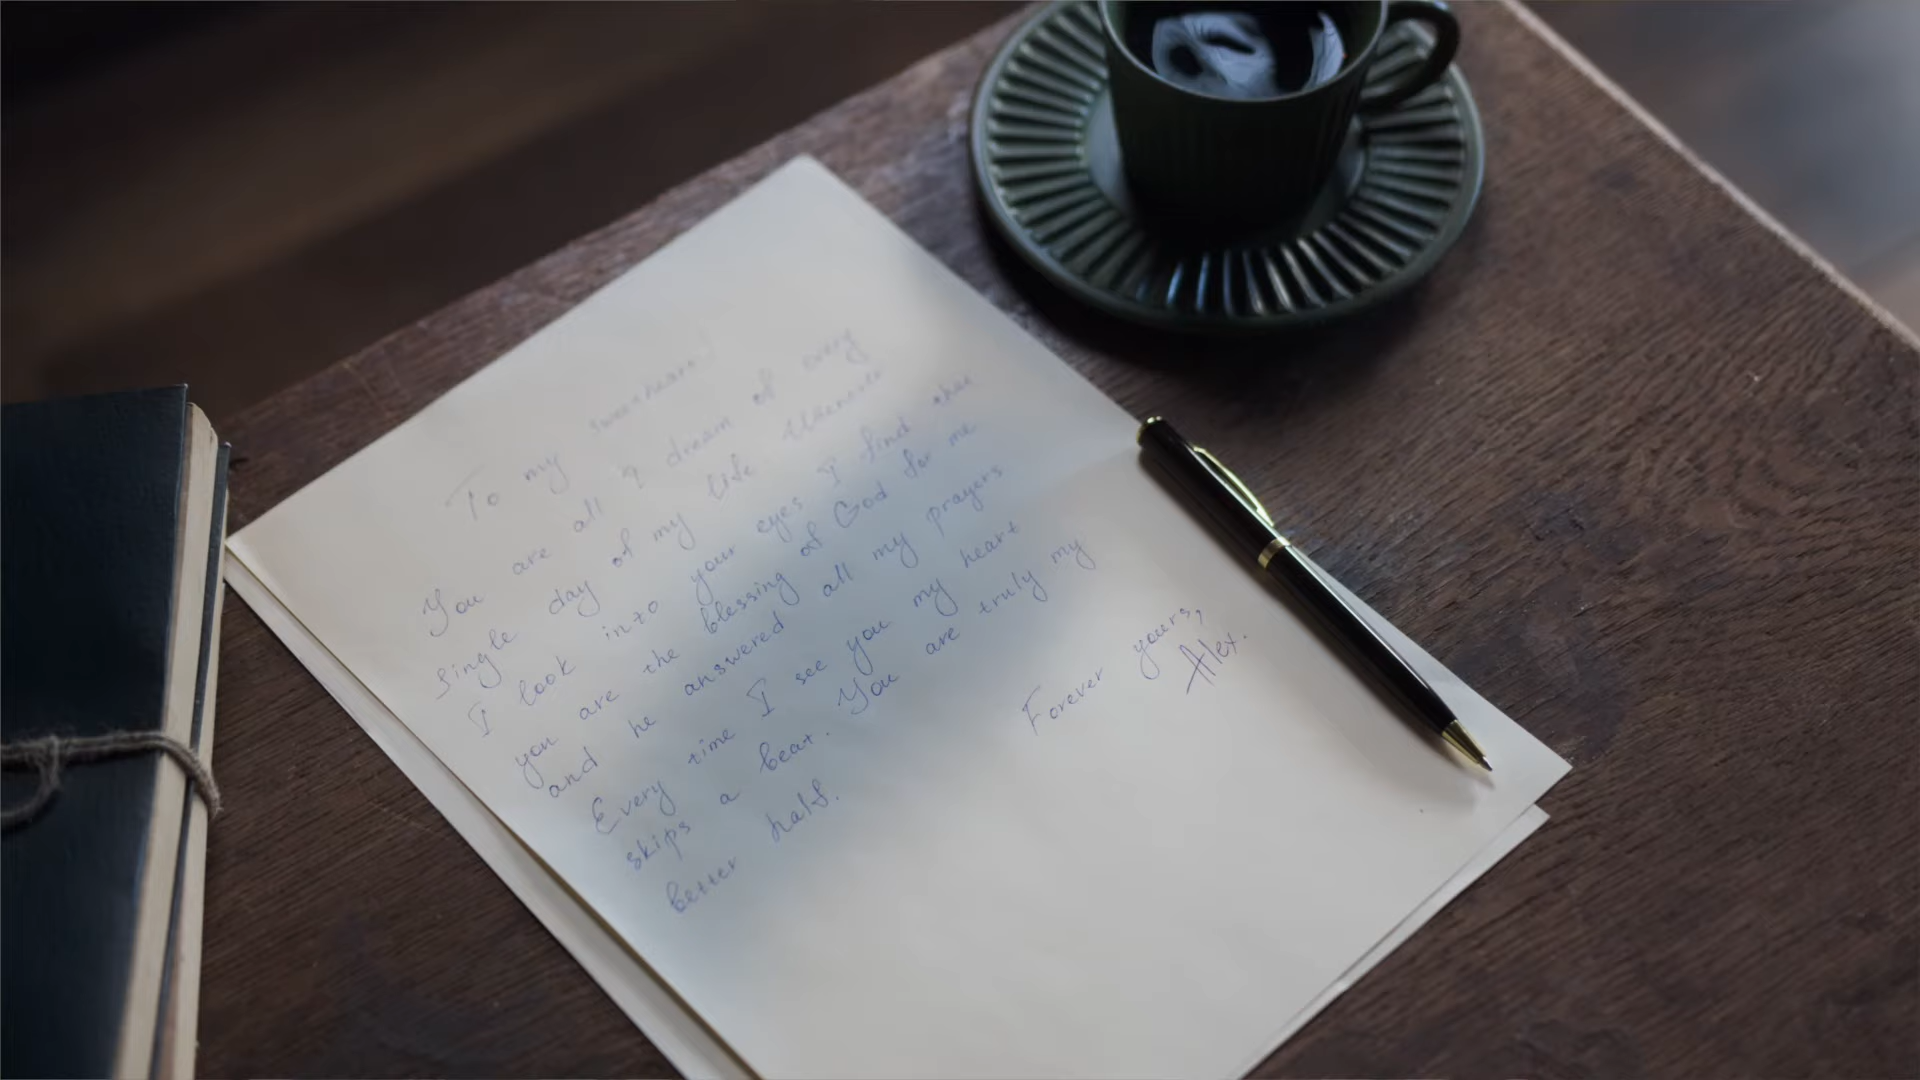 To my sweetheart!
You are all I dream of every
single day of my life. Whenever
I look into your eyes I find that
you are the blessing of God for me
and he answered all my prayers
Every time I see you my heart
skips a beat. You are truly my
better half.
Forever yours,
Alex.